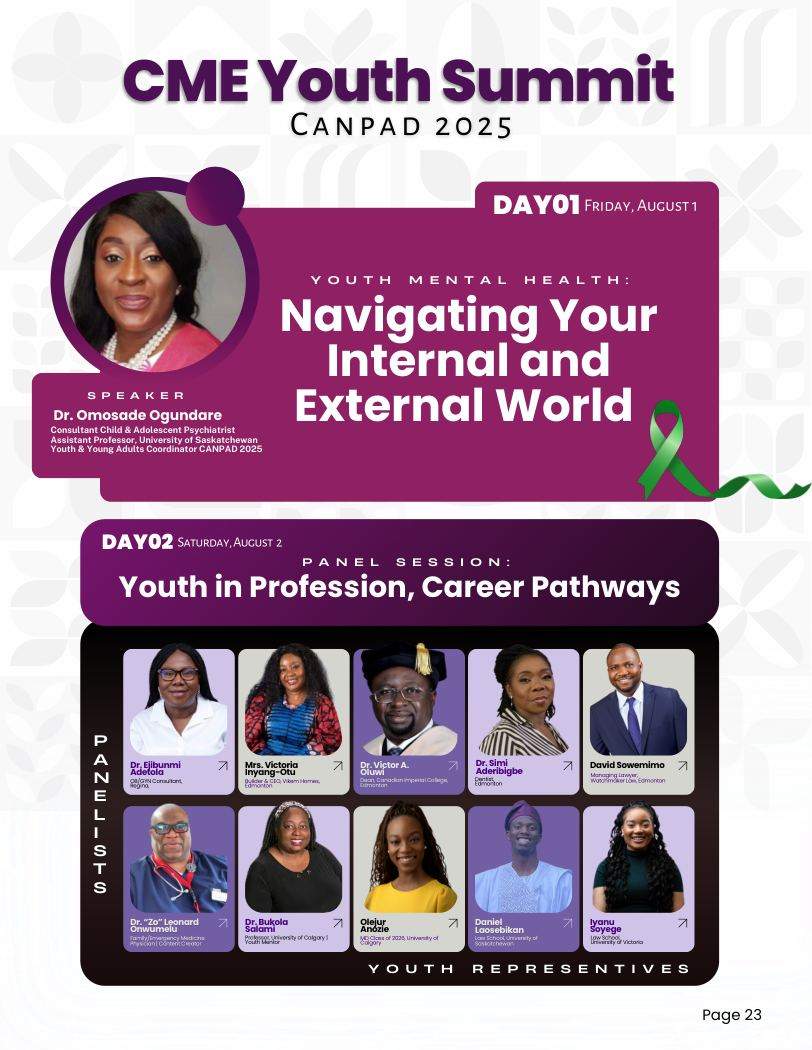 CME Youth Summit
CANPAD 2025
DAY01 FRIDAY, AUGUST 1
YOUTH MENTAL HEALTH:
Navigating Your
Internal and
External World
SPEAKER
Dr. Omosade Ogundare
Consultant Child & Adolescent Psychiatrist
Assistant Professor, University of Saskatchewan
Youth & Young Adults Coordinator CANPAD 2025
DAY02 SATURDAY, AUGUST 2
PANEL SESSION:
Youth in Profession, Career Pathways
PANELISTS
Dr. Ejibunmi
Adetola
OB/GYN Consultant,
Regina,
Mrs. Victoria
Inyang-Otu
Builder & CEO, Vikem Homes,
Edmonton
Dr. Victor A.
Oluwi
Dean, Canadian Imperial College,
Edmonton
Dr. Simi
Aderibigbe
Dentist,
Edmonton
David Sowemimo
Managing Lawyer,
Watchmaker Law, Edmonton
Dr. “Zo” Leonard
Onwumelu
Family/Emergency Medicine
Physician | Content Creator
Dr. Bukola
Salami
Professor, University of Calgary |
Youth Mentor
Olejur
Anozie
MD Class of 2026, University of
Calgary
Daniel
Laosebikan
Law School, University of
Saskatchewan
Iyanu
Soyege
Law School,
University of Victoria
YOUTH REPRESENTIVES
Page 23